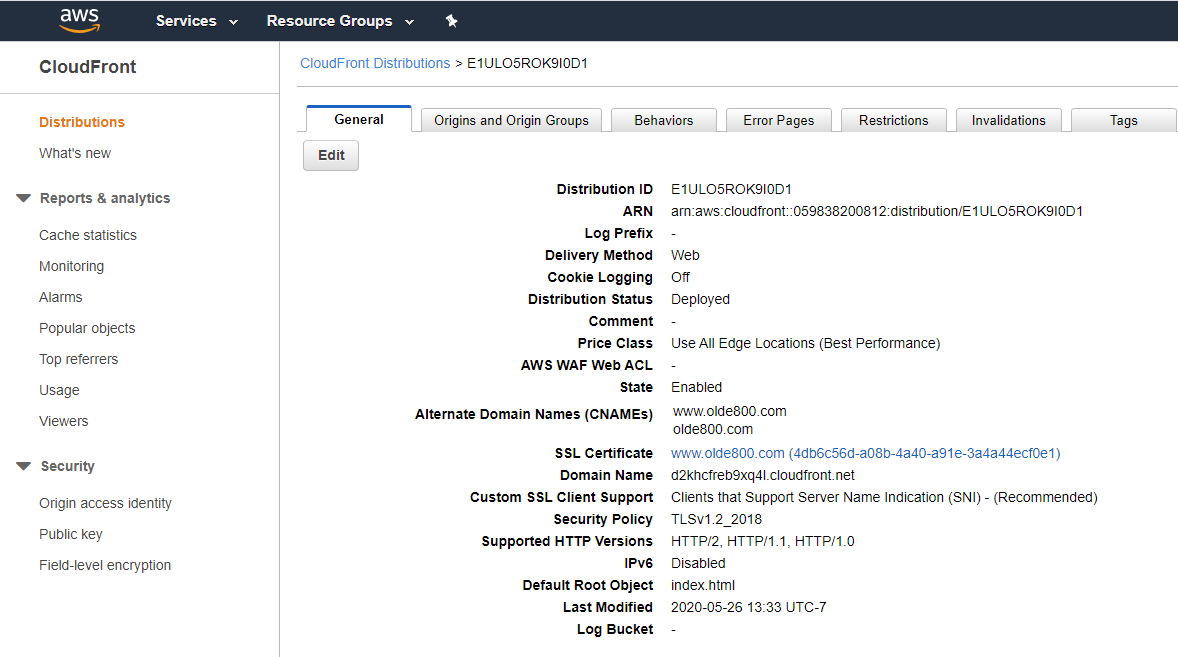 aws Services Resource Groups
CloudFront
CloudFront Distributions > E1ULO5ROK9I0D1
General Origins and Origin Groups Behaviors Error Pages Restrictions Invalidations Tags
Edit
Distributions
What's new
Reports & analytics
Cache statistics
Monitoring
Alarms
Popular objects
Top referrers
Usage
Viewers
Security
Origin access identity
Public key
Field-level encryption
Distribution ID E1ULO5ROK9I0D1
ARN arn:aws:cloudfront::059838200812:distribution/E1ULO5ROK9I0D1
Log Prefix -
Delivery Method Web
Cookie Logging Off
Distribution Status Deployed
Comment -
Price Class Use All Edge Locations (Best Performance)
AWS WAF Web ACL -
State Enabled
Alternate Domain Names (CNAMEs) www.olde800.com
olde800.com
SSL Certificate www.olde800.com (4db6c56d-a08b-4a40-a91e-3a4a44ecf0e1)
Domain Name d2khcfreb9xq4l.cloudfront.net
Custom SSL Client Support Clients that Support Server Name Indication (SNI) - (Recommended)
Security Policy TLSv1.2_2018
Supported HTTP Versions HTTP/2, HTTP/1.1, HTTP/1.0
IPv6 Disabled
Default Root Object index.html
Last Modified 2020-05-26 13:33 UTC-7
Log Bucket -